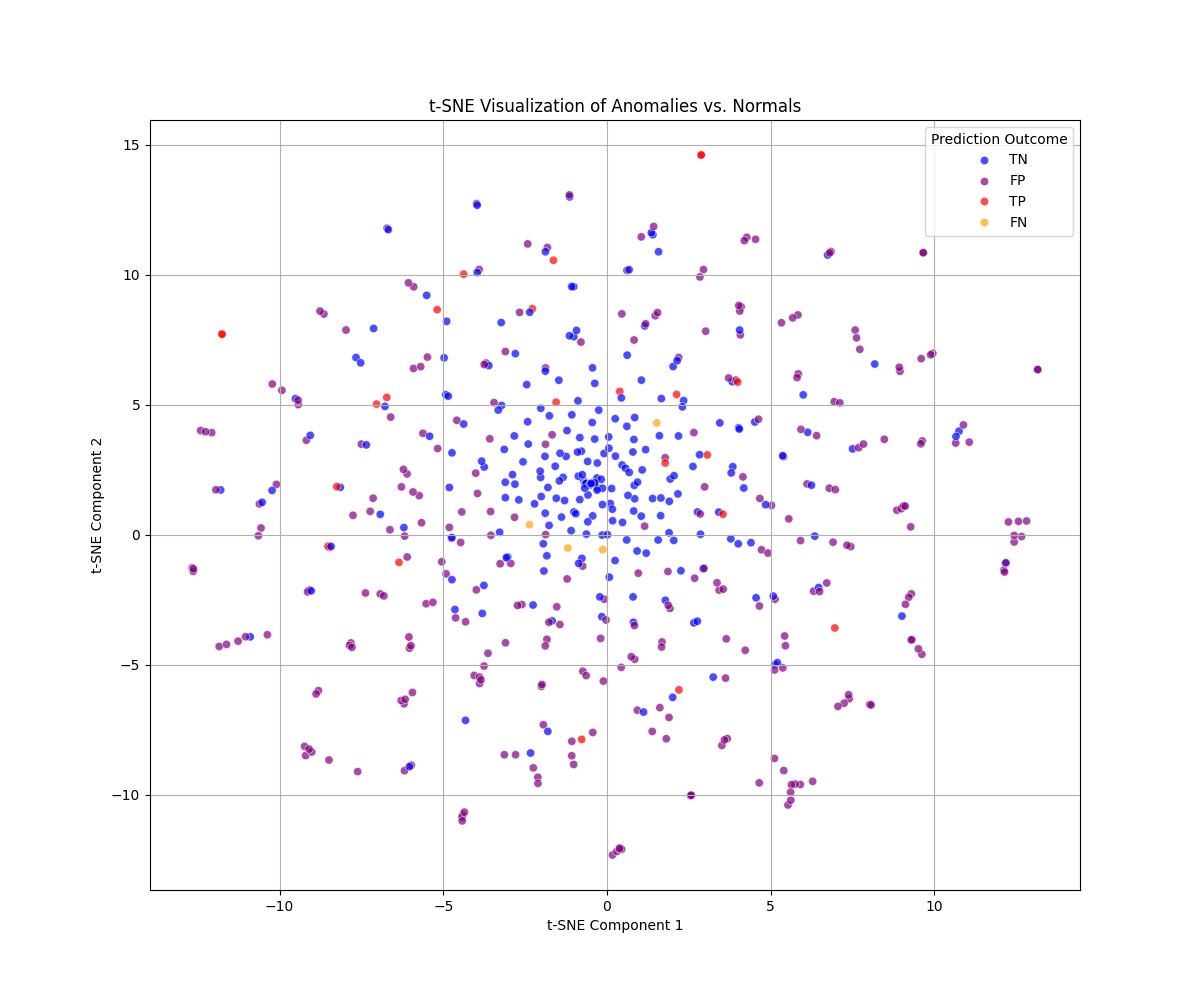 t-SNE Visualization of Anomalies vs. Normals
Prediction Outcome
TN
FP
TP
FN
15
10
5
0
−5
−10
t-SNE Component 2
−10
−5
0
5
10
t-SNE Component 1